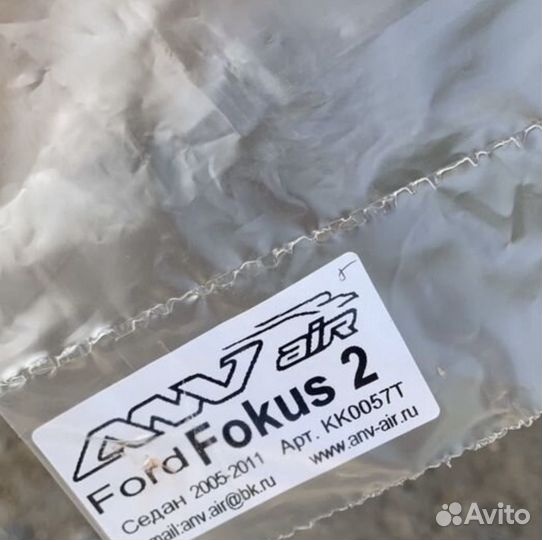 ANV air
Ford Fokus 2
Седан 2005-2011 Арт. КК0057Т
www.anv-air.ru
mail:anv.air@bk.ru
Avito